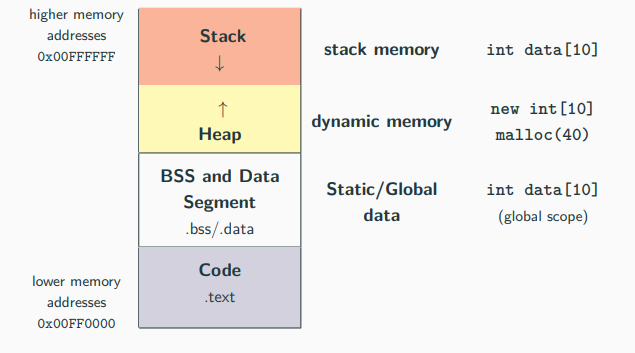 higher memory
addresses
0x00FFFFFF
Stack
↓
stack memory
int data[10]
↑
Heap
dynamic memory
new int[10]
malloc(40)
BSS and Data
Segment
.bss/.data
Static/Global
data
int data[10]
(global scope)
Code
.text
lower memory
addresses
0x00FF0000